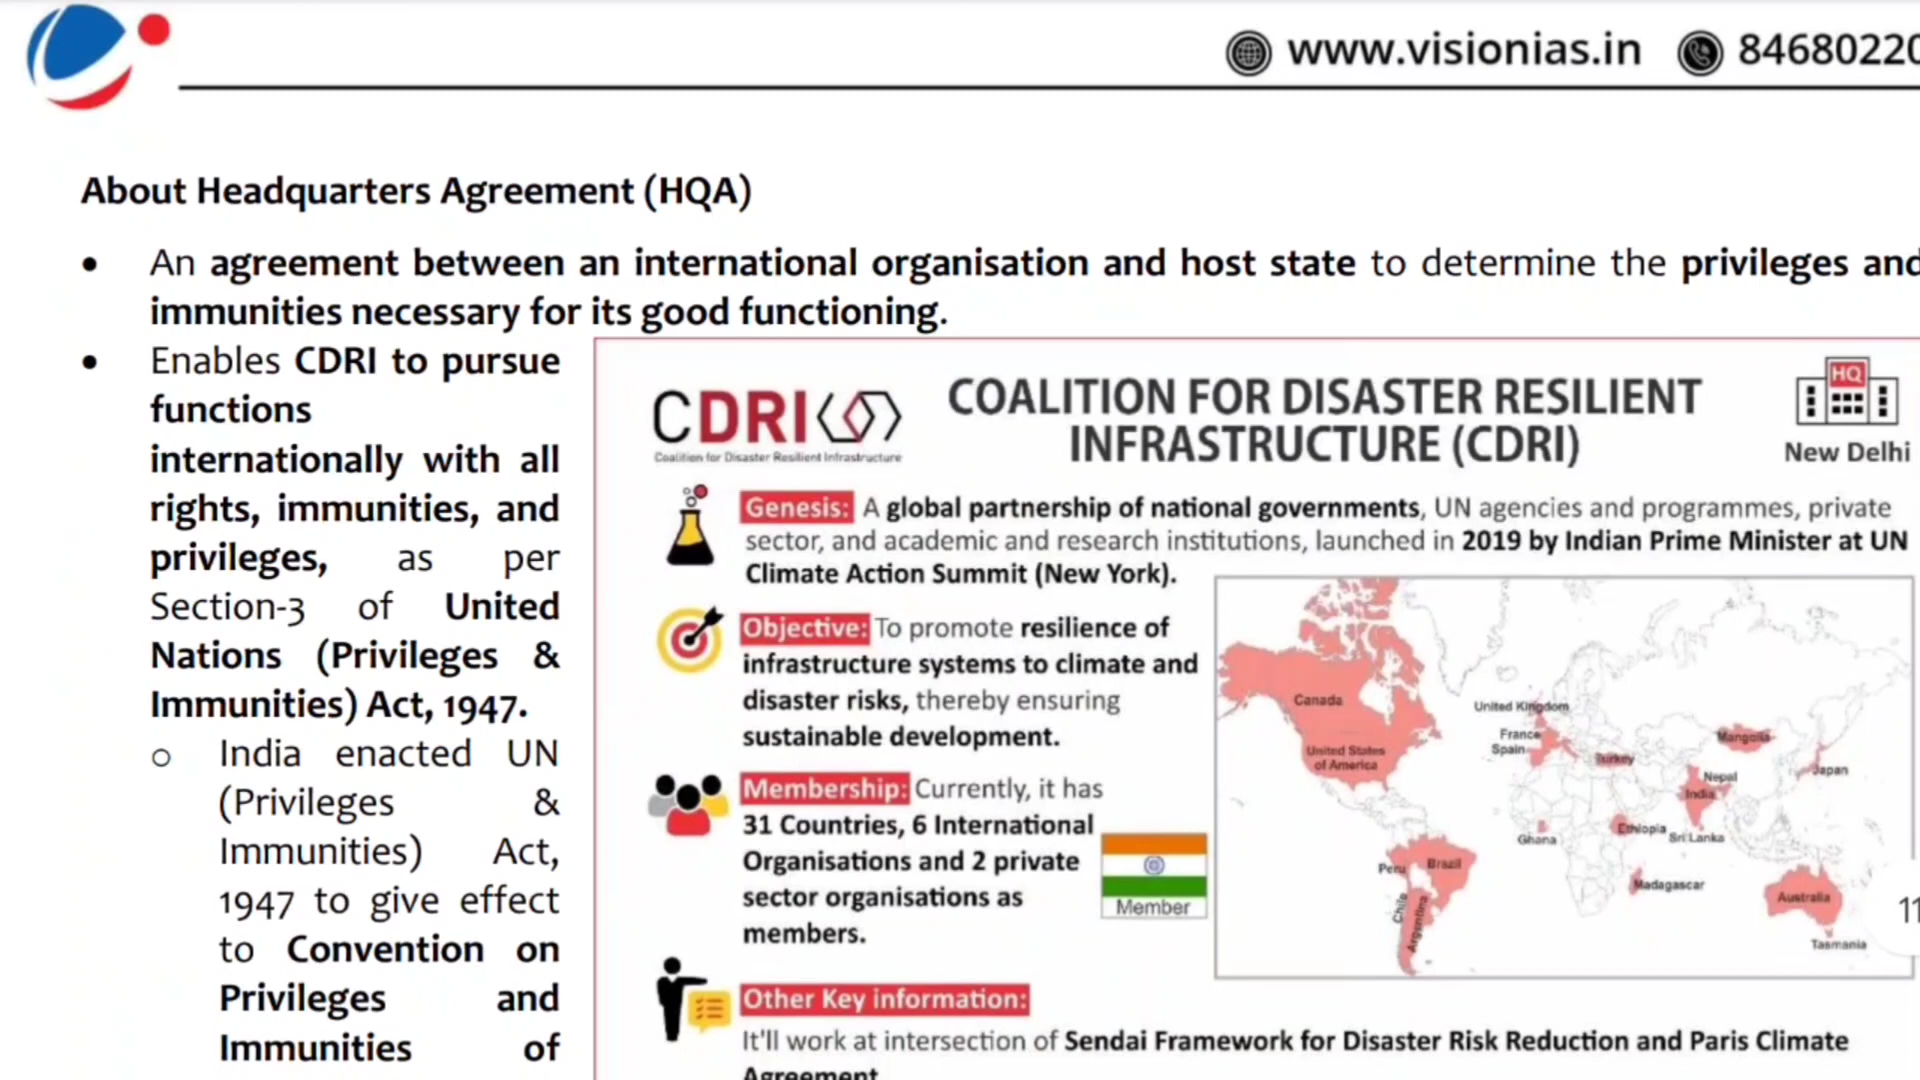 www.visionias.in 84680220
About Headquarters Agreement (HQA)
• An agreement between an international organisation and host state to determine the privileges and
immunities necessary for its good functioning.
• Enables CDRI to pursue
functions
internationally with all
rights, immunities, and
privileges, as per
Section-3 of United
Nations (Privileges &
Immunities) Act, 1947.
o India enacted UN
(Privileges &
Immunities) Act,
1947 to give effect
to Convention on
Privileges and
Immunities of
CDRI
Coalition for Disaster Resilient Infrastructure
COALITION FOR DISASTER RESILIENT
INFRASTRUCTURE (CDRI)
HQ
New Delhi
Genesis: A global partnership of national governments, UN agencies and programmes, private
sector, and academic and research institutions, launched in 2019 by Indian Prime Minister at UN
Climate Action Summit (New York).
Objective: To promote resilience of
infrastructure systems to climate and
disaster risks, thereby ensuring
sustainable development.
Membership: Currently, it has
31 Countries, 6 International
Organisations and 2 private
sector organisations as
members.
Member
Canada
United States
of America
United Kingdom
France
Spain
Turkey
Mangolia
Japan
Nepal
India
Ghana
Ethiopia
Sri Lanka
Peru
Brazil
Madagascar
Chile
Argentina
Australia
Tasmania
11
Other Key information:
It'll work at intersection of Sendai Framework for Disaster Risk Reduction and Paris Climate
Agreement